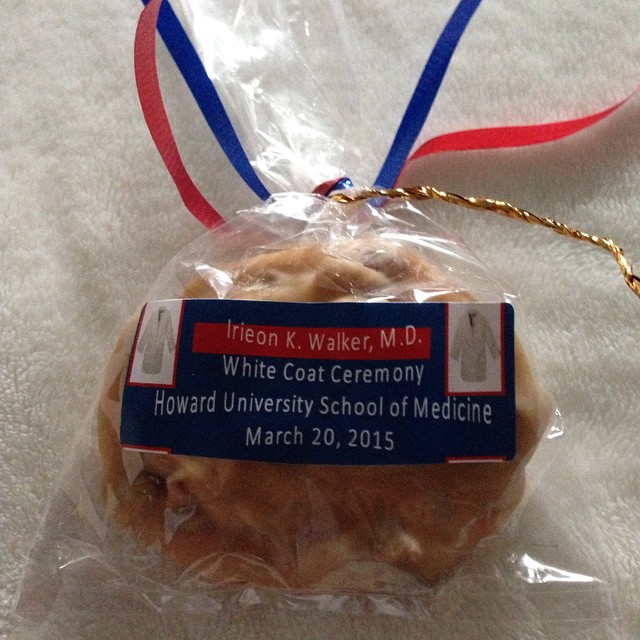 Irieon K. Walker, M.D.
White Coat Ceremony
Howard University School of Medicine
March 20, 2015